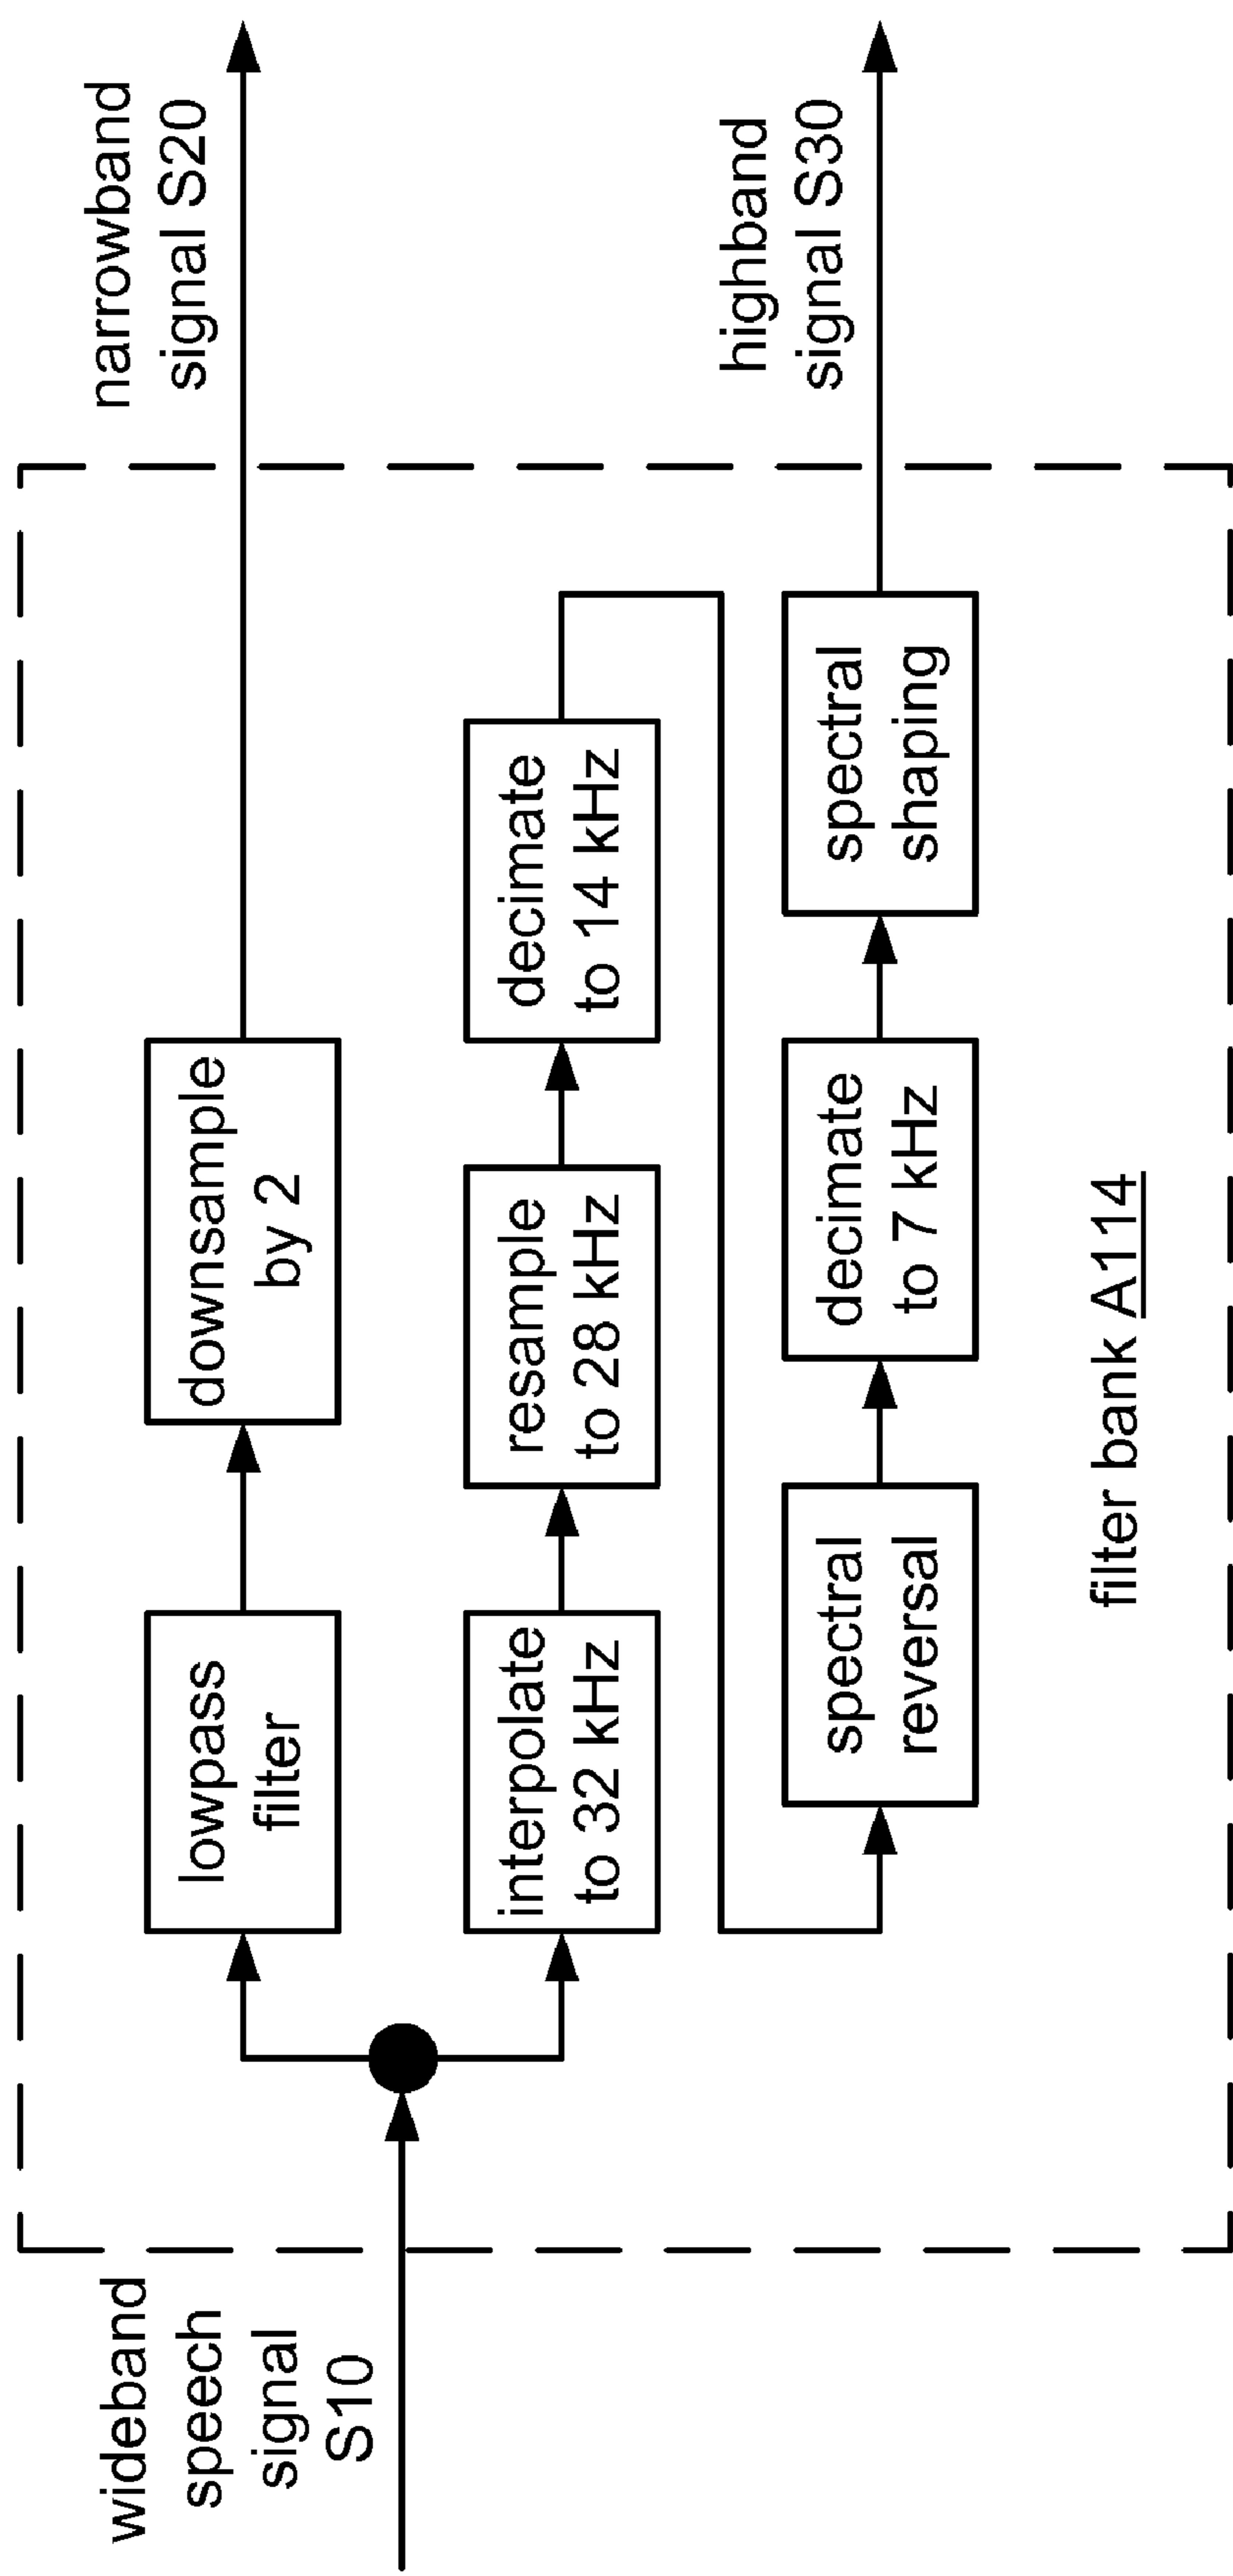 wideband
speech
signal
S10
lowpass
filter
downsample
by 2
narrowband
signal S20
interpolate
to 32 kHz
resample
to 28 kHz
decimate
to 14 kHz
spectral
reversal
decimate
to 7 kHz
spectral
shaping
highband
signal S30
filter bank A114